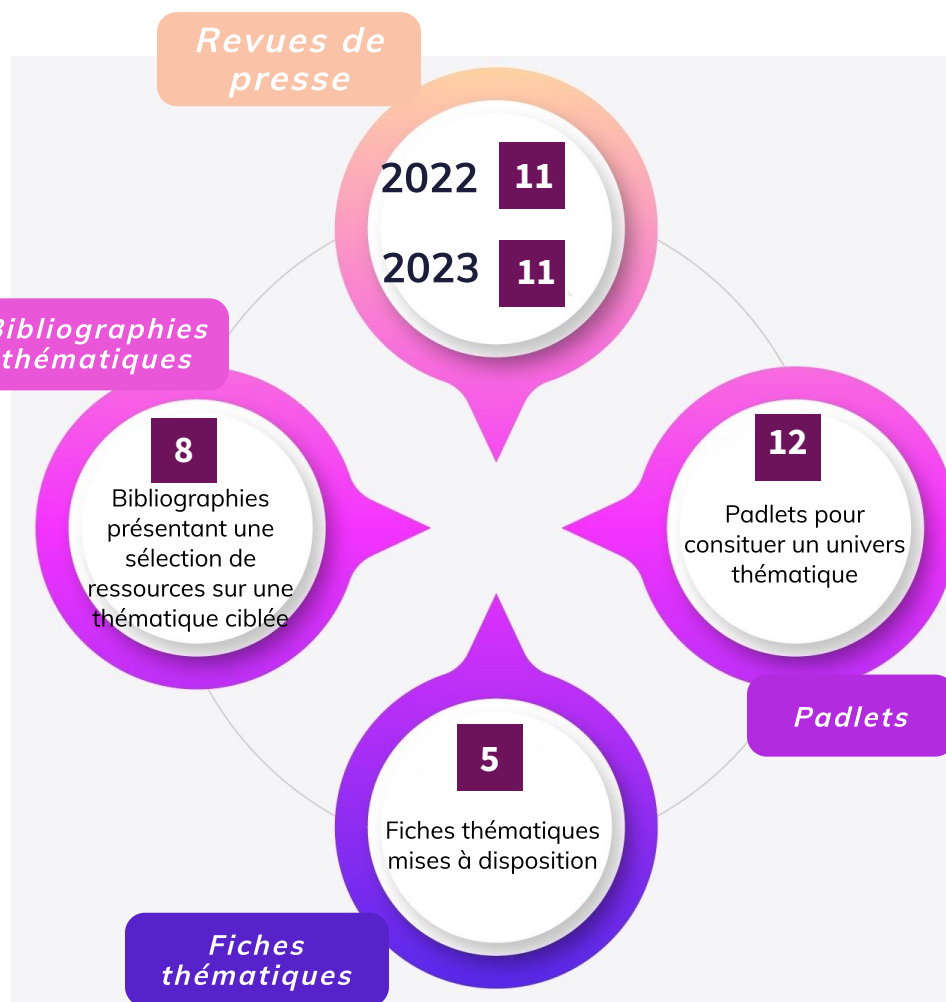 Revues de
presse
2022 11
2023 11
Bibliographies
thématiques
8
Bibliographies
présentant une
sélection de
ressources sur une
thématique ciblée
12
Padlets pour
consituer un univers
thématique
Padlets
5
Fiches thématiques
mises à disposition
Fiches
thématiques